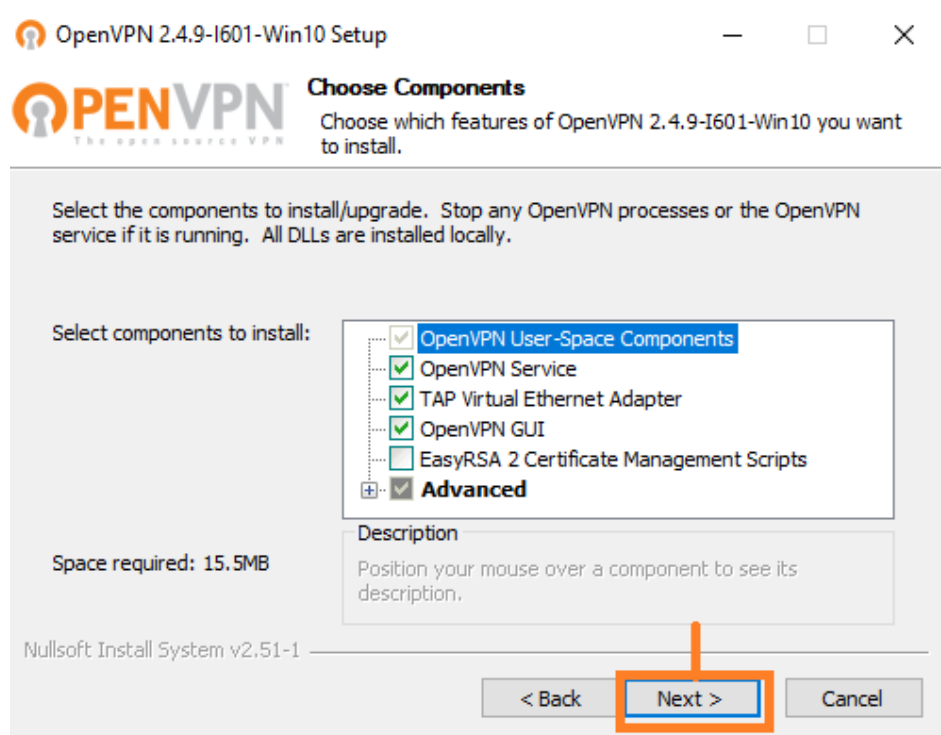 OpenVPN 2.4.9-I601-Win10 Setup
OPENVPN
The open source VPN
Choose Components
Choose which features of OpenVPN 2.4.9-I601-Win10 you want
to install.
Select the components to install/upgrade.  Stop any OpenVPN processes or the OpenVPN
service if it is running.  All DLLs are installed locally.
Select components to install:
OpenVPN User-Space Components
OpenVPN Service
TAP Virtual Ethernet Adapter
OpenVPN GUI
EasyRSA 2 Certificate Management Scripts
Advanced
Space required: 15.5MB
Description
Position your mouse over a component to see its
description.
Nullsoft Install System v2.51-1
< Back
Next >
Cancel